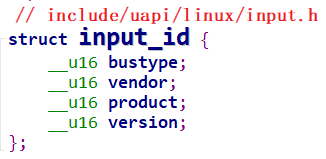 // include/uapi/linux/input.h
struct input_id {
__u16 bustype;
__u16 vendor;
__u16 product;
__u16 version;
};